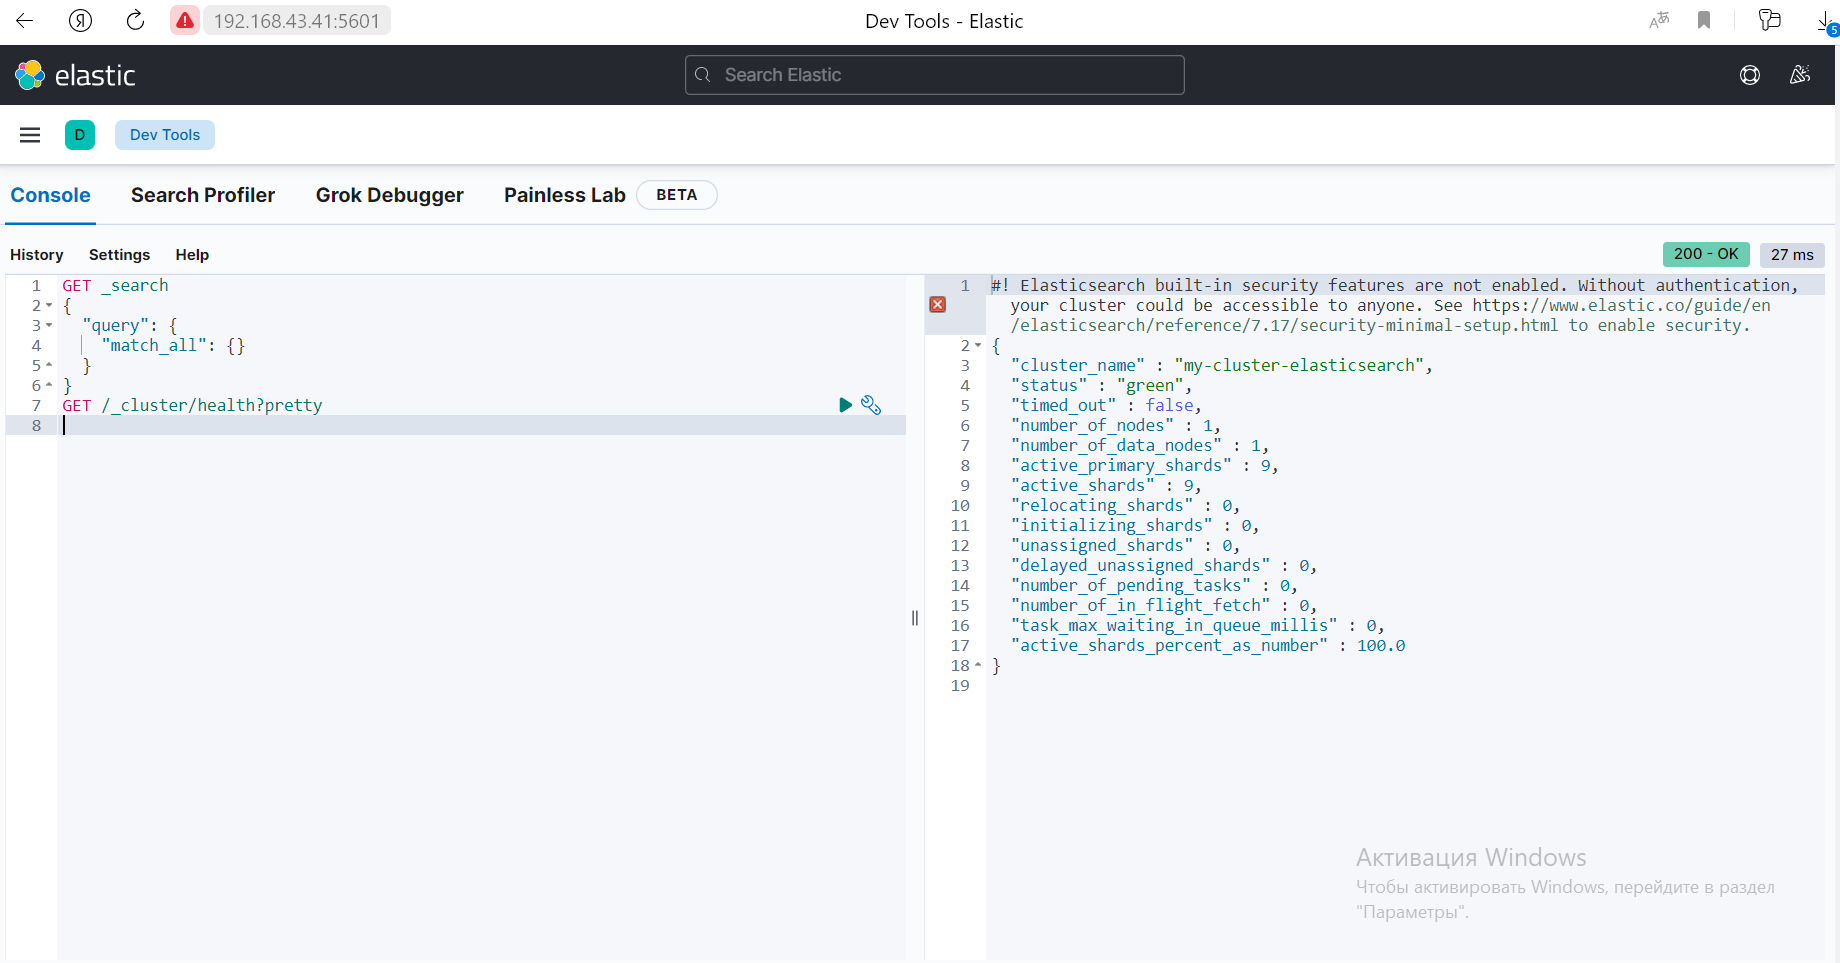 192.168.43.41:5601
Dev Tools - Elastic
5
elastic
Search Elastic
D
Dev Tools
Console
Search Profiler
Grok Debugger
Painless Lab
BETA
History
Settings
Help
200 - OK
27 ms
1 GET _search
2 {
3 "query": {
4 "match_all": {}
5 }
6 }
7 GET /_cluster/health?pretty
8
1 #! Elasticsearch built-in security features are not enabled. Without authentication,
your cluster could be accessible to anyone. See https://www.elastic.co/guide/en
/elasticsearch/reference/7.17/security-minimal-setup.html to enable security.
2 {
3 "cluster_name" : "my-cluster-elasticsearch",
4 "status" : "green",
5 "timed_out" : false,
6 "number_of_nodes" : 1,
7 "number_of_data_nodes" : 1,
8 "active_primary_shards" : 9,
9 "active_shards" : 9,
10 "relocating_shards" : 0,
11 "initializing_shards" : 0,
12 "unassigned_shards" : 0,
13 "delayed_unassigned_shards" : 0,
14 "number_of_pending_tasks" : 0,
15 "number_of_in_flight_fetch" : 0,
16 "task_max_waiting_in_queue_millis" : 0,
17 "active_shards_percent_as_number" : 100.0
18 }
19
Активация Windows
Чтобы активировать Windows, перейдите в раздел
"Параметры".